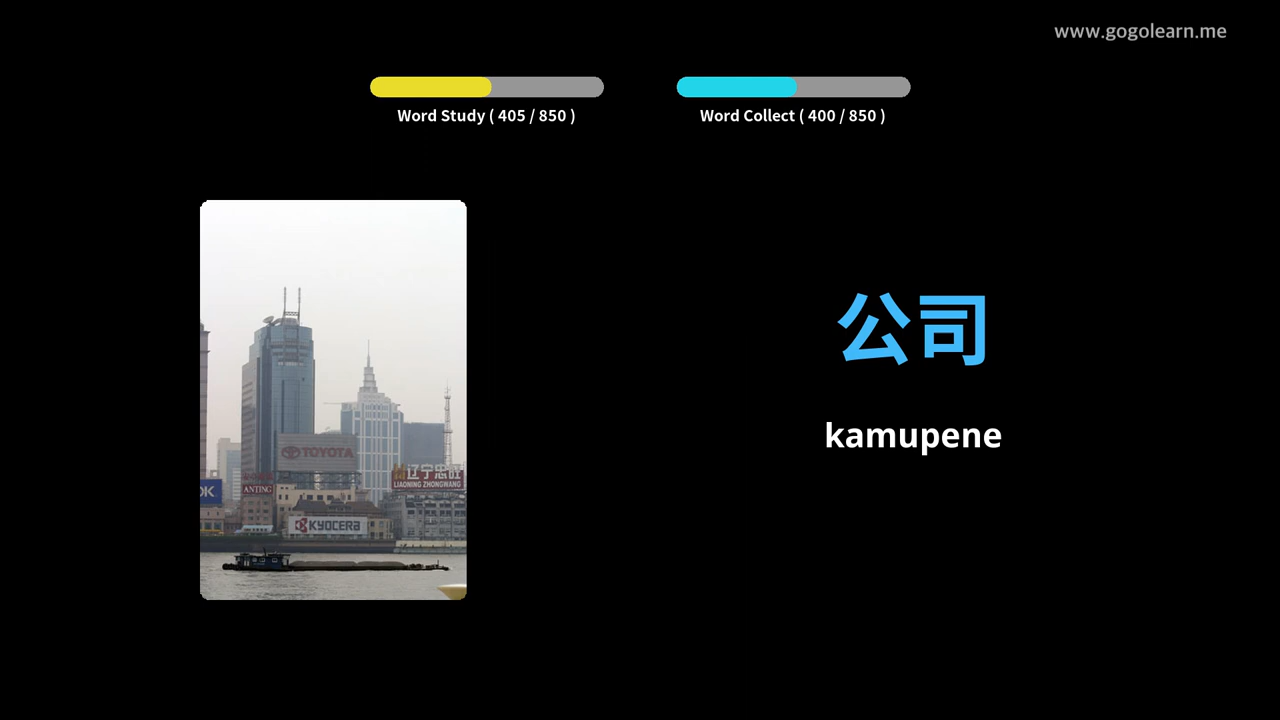 www.gogolearn.me
Word Study ( 405 / 850 )
Word Collect ( 400 / 850 )
公司
kamupene
TOYOTA
辽宁忠旺
LIAONING ZHONGWANG
ANTING
OK
KYOCERA